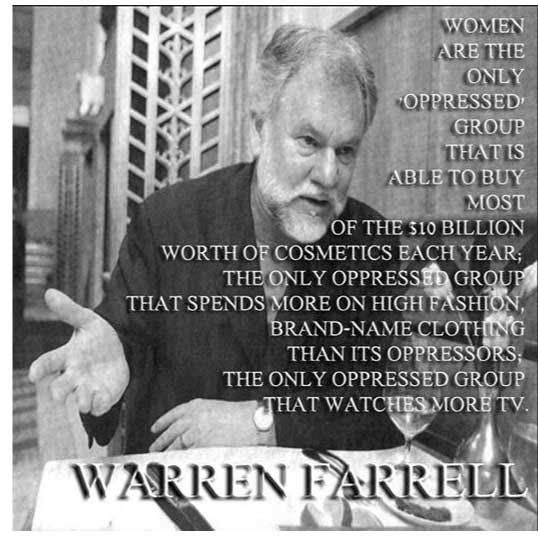 WOMEN
ARE THE
ONLY
'OPPRESSED'
GROUP
THAT IS
ABLE TO BUY
MOST
OF THE $10 BILLION
WORTH OF COSMETICS EACH YEAR;
THE ONLY OPPRESSED GROUP
THAT SPENDS MORE ON HIGH FASHION,
BRAND-NAME CLOTHING
THAN ITS OPPRESSORS;
THE ONLY OPPRESSED GROUP
THAT WATCHES MORE TV.
WARREN FARRELL